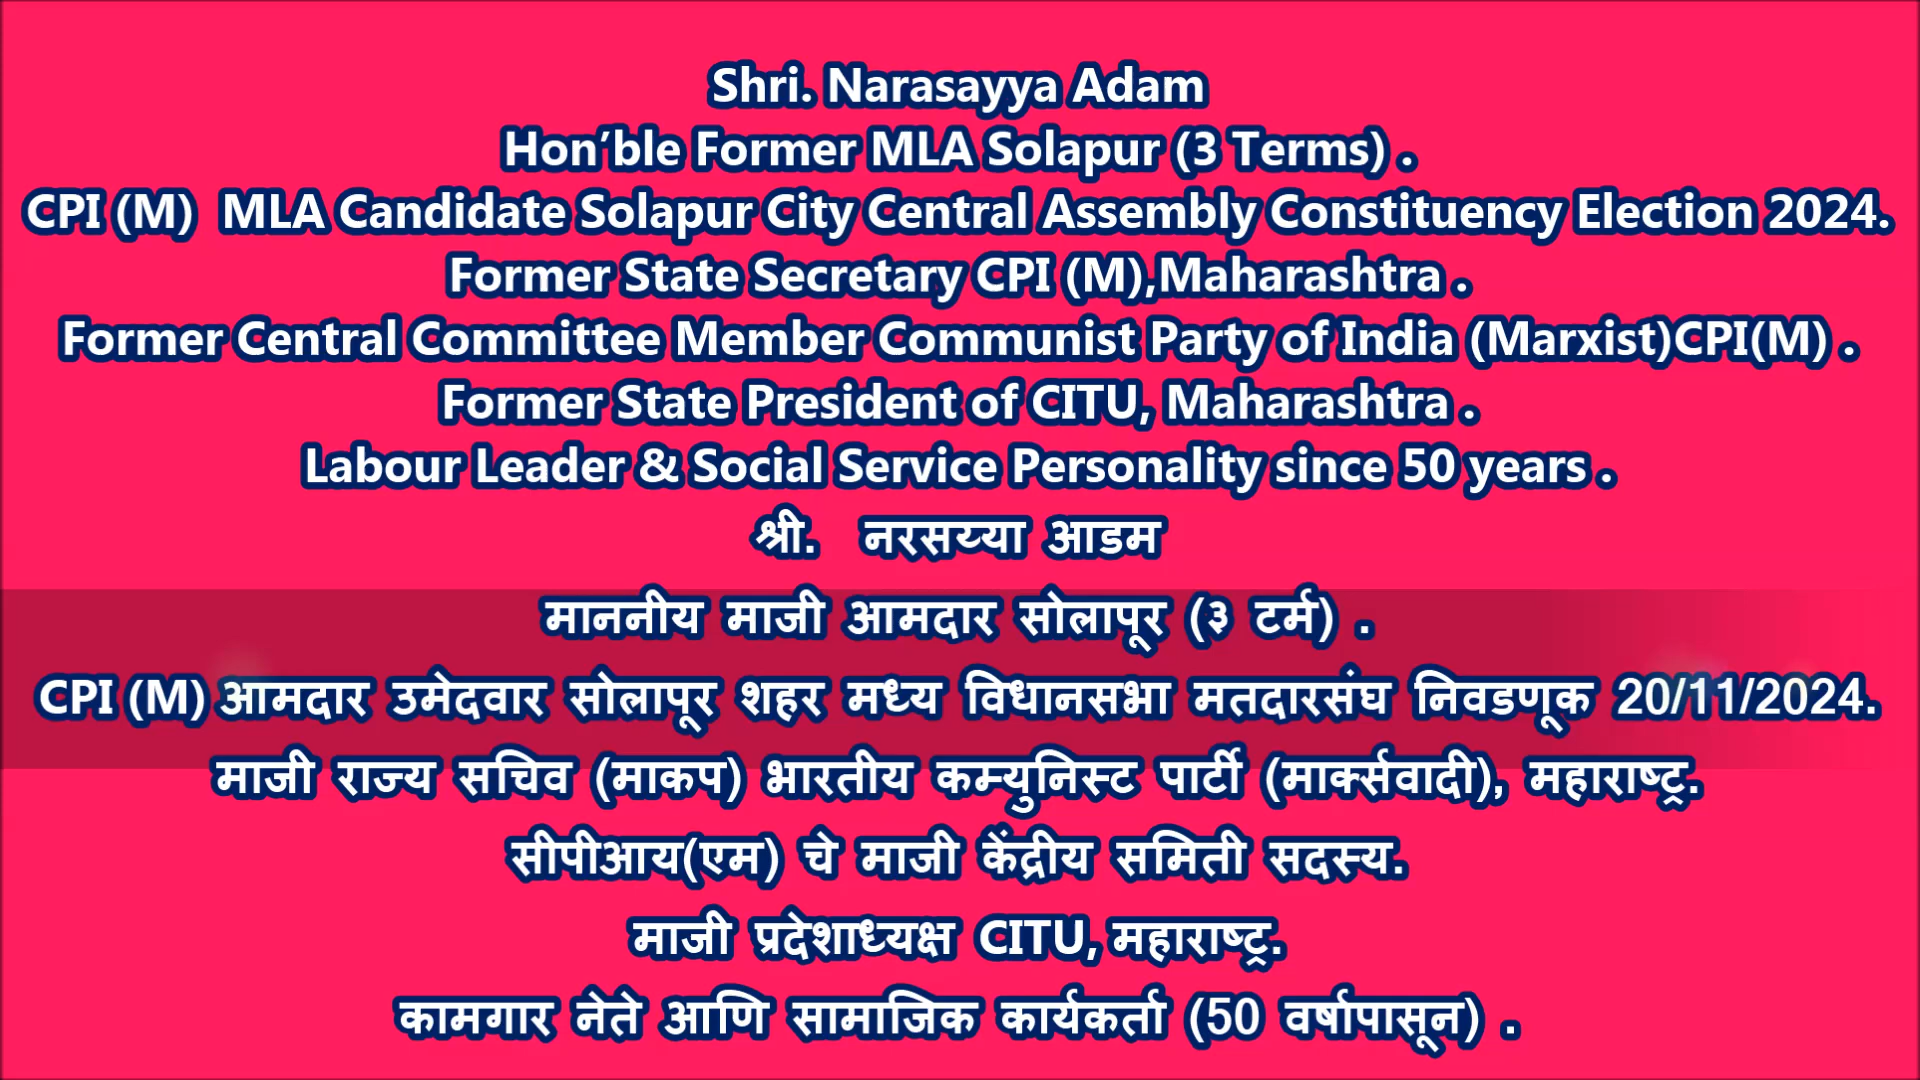 Shri. Narasayya Adam
Hon’ble Former MLA Solapur (3 Terms) .
CPI (M)  MLA Candidate Solapur City Central Assembly Constituency Election 2024.
Former State Secretary CPI (M),Maharashtra .
Former Central Committee Member Communist Party of India (Marxist)CPI(M) .
Former State President of CITU, Maharashtra .
Labour Leader & Social Service Personality since 50 years .
श्री.  नरसय्या आडम
माननीय माजी आमदार सोलापूर (३ टर्म) .
CPI (M) आमदार उमेदवार सोलापूर शहर मध्य विधानसभा मतदारसंघ निवडणूक 20/11/2024.
माजी राज्य सचिव (माकप) भारतीय कम्युनिस्ट पार्टी (मार्क्सवादी), महाराष्ट्र.
सीपीआय(एम) चे माजी केंद्रीय समिती सदस्य.
माजी प्रदेशाध्यक्ष CITU, महाराष्ट्र.
कामगार नेते आणि सामाजिक कार्यकर्ता (50 वर्षापासून) .